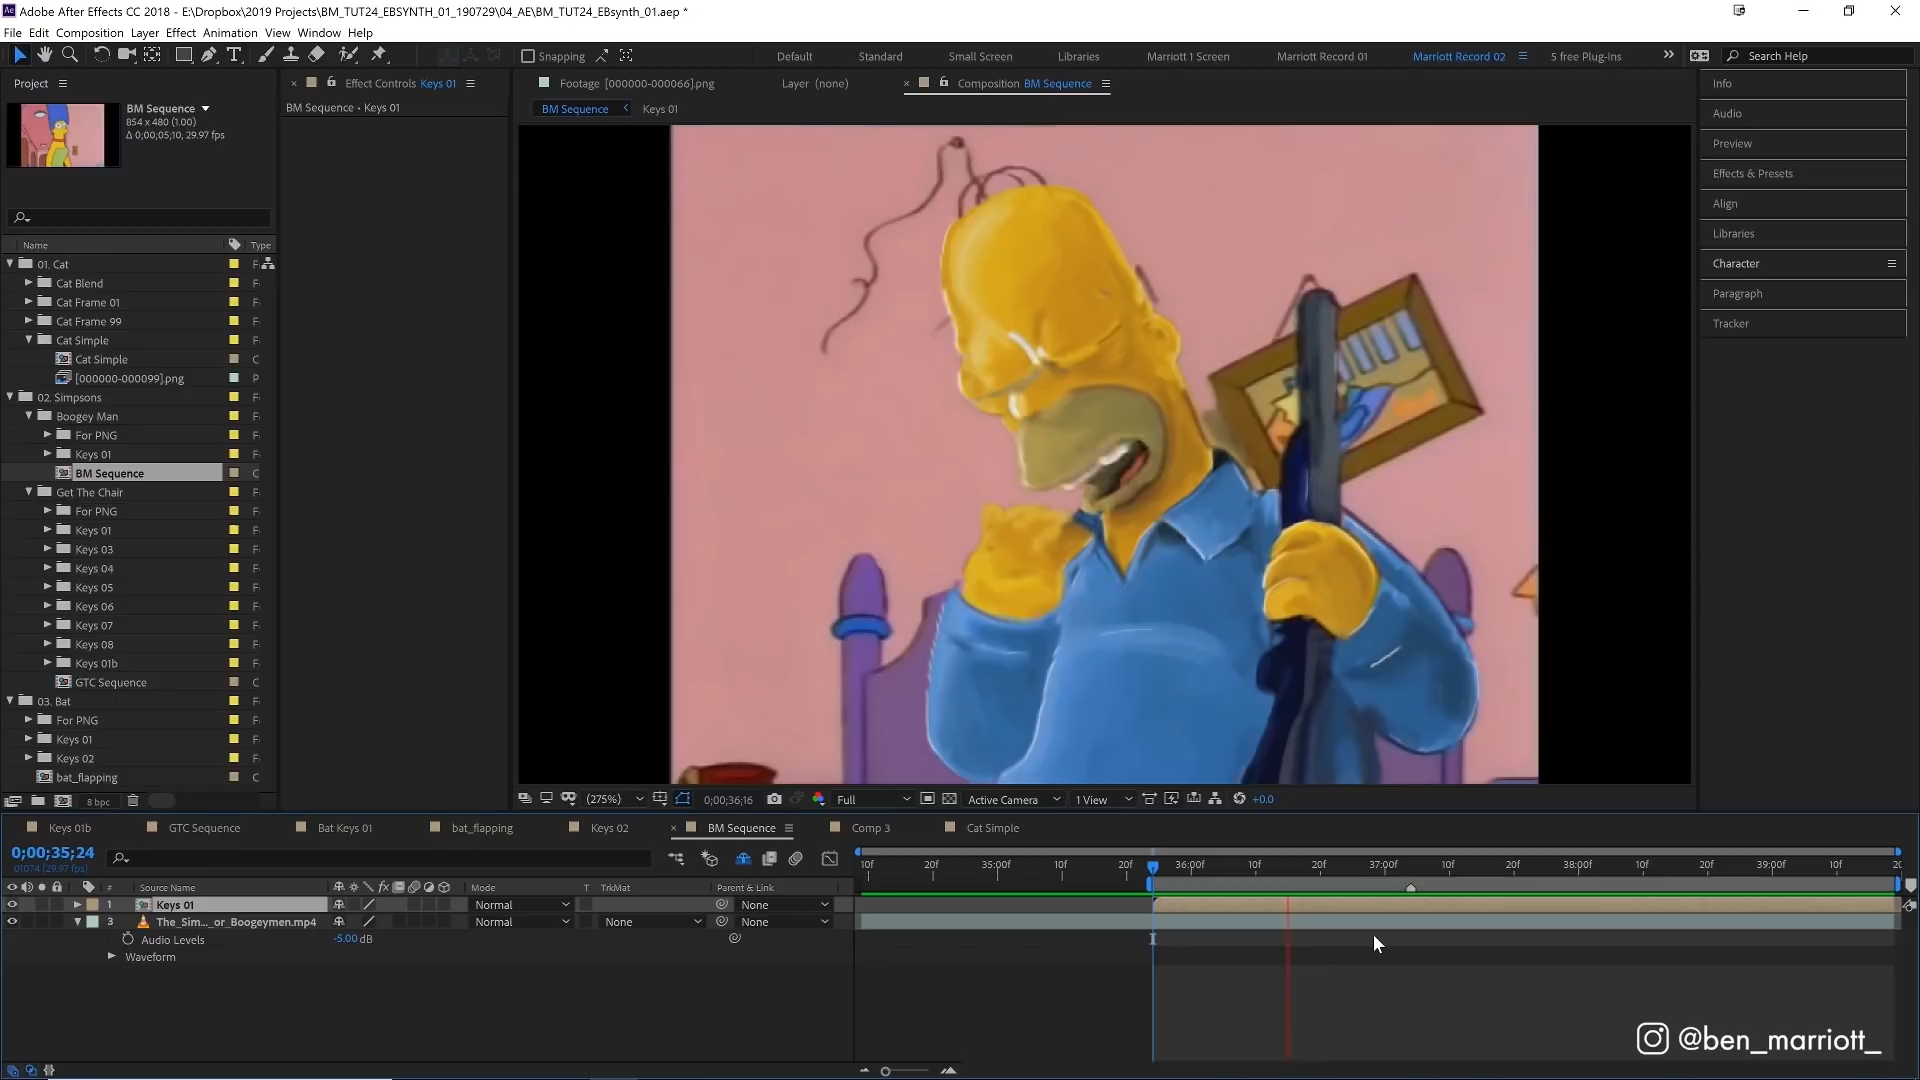 Adobe After Effects CC 2018 - E:\Dropbox\2019 Projects\BM_TUT24_EBSYNTH_01_190729\04_AE\BM_TUT24_EBsynth_01.aep *
File Edit Composition Layer Effect Animation View Window Help
Snapping
Default Standard Small Screen Libraries Marriott 1 Screen Marriott Record 01 Marriott Record 02 5 free Plug-Ins
Search Help
Project
Effect Controls Keys 01
Footage [000000-000066].png
Layer (none)
Composition BM Sequence
BM Sequence
854 x 480 (1.00)
Δ 0;00;05;10, 29.97 fps
BM Sequence • Keys 01
BM Sequence Keys 01
Info
Audio
Preview
Effects & Presets
Align
Libraries
Character
Paragraph
Tracker
Name Type
01. Cat
Cat Blend
Cat Frame 01
Cat Frame 99
Cat Simple
Cat Simple
[000000-000099].png
02. Simpsons
Boogey Man
For PNG
Keys 01
BM Sequence
Get The Chair
For PNG
Keys 01
Keys 03
Keys 04
Keys 05
Keys 06
Keys 07
Keys 08
Keys 01b
GTC Sequence
03. Bat
For PNG
Keys 01
Keys 02
bat_flapping
8 bpc
(275%) 0;00;36;16 Full Active Camera 1 View +0.0
Keys 01b GTC Sequence Bat Keys 01 bat_flapping Keys 02 BM Sequence Comp 3 Cat Simple
0;00;35;24
01074 (29.97 fps)
10f 20f 35:00f 10f 20f 36:00f 10f 20f 37:00f 10f 20f 38:00f 10f 20f 39:00f 10f
# Source Name fx Mode T TrkMat Parent & Link
1 Keys 01 Normal None
3 The_Sim..._or_Boogeymen.mp4 Normal None None
Audio Levels -5.00 dB
Waveform
@ben_marriott_